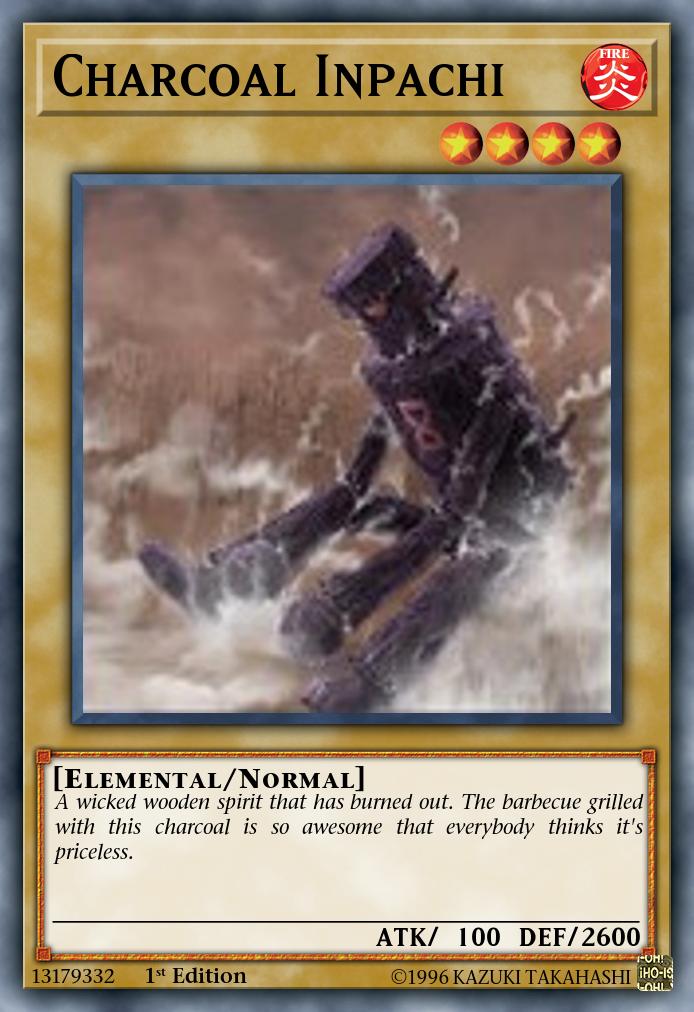 CHARCOAL INPACHI
FIRE
炎
[ELEMENTAL/NORMAL]
A wicked wooden spirit that has burned out. The barbecue grilled
with this charcoal is so awesome that everybody thinks it's
priceless.
ATK/ 100 DEF/2600
13179332 1st Edition ©1996 KAZUKI TAKAHASHI